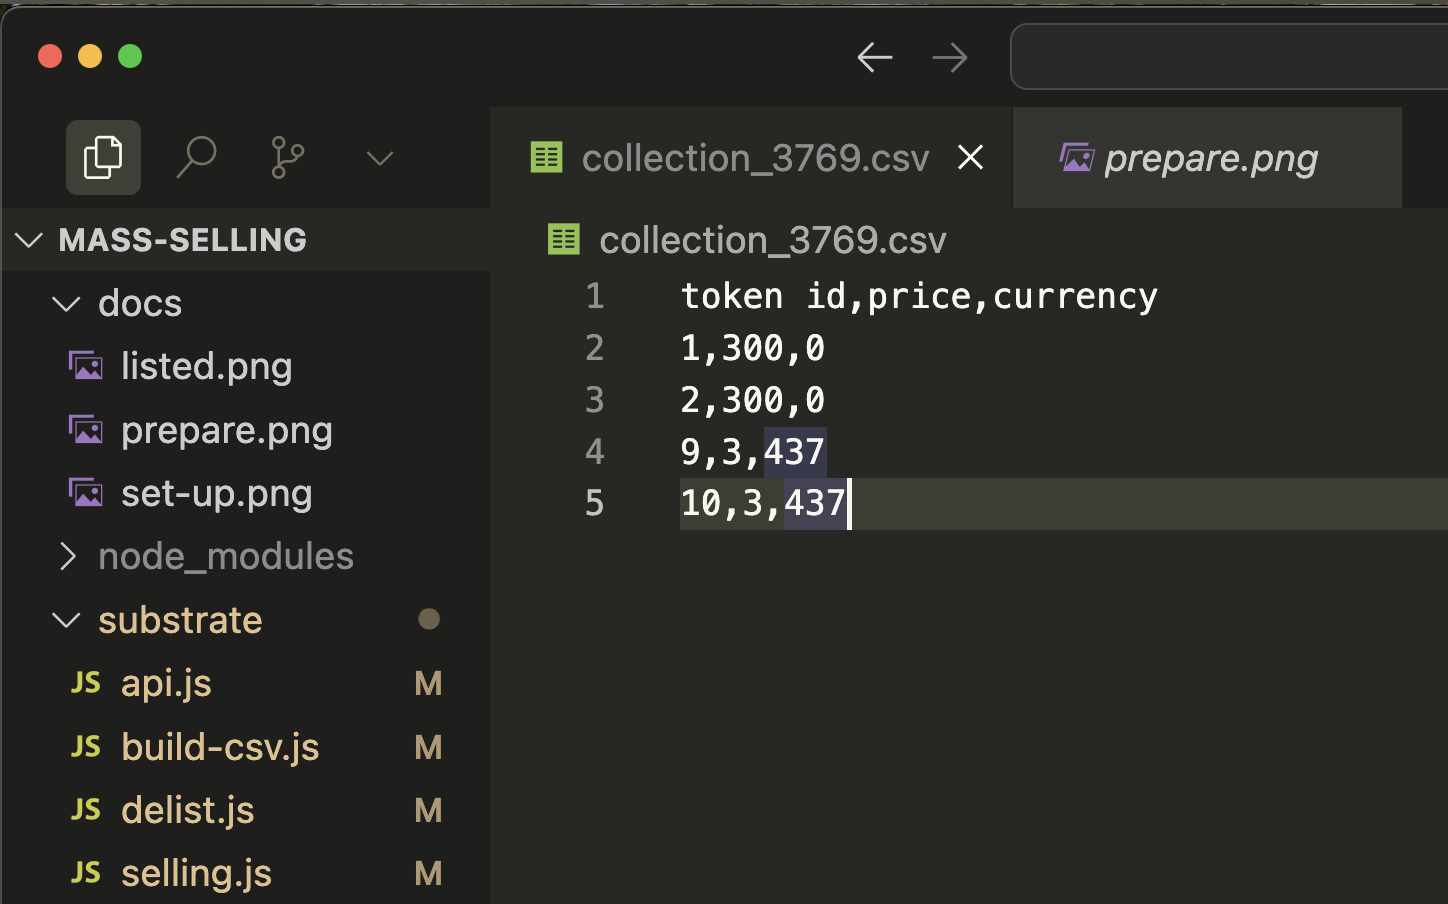 collection_3769.csv
prepare.png
MASS-SELLING
docs
listed.png
prepare.png
set-up.png
node_modules
substrate
JS api.js M
JS build-csv.js M
JS delist.js M
JS selling.js M
collection_3769.csv
1 token id,price,currency
2 1,300,0
3 2,300,0
4 9,3,437
5 10,3,437